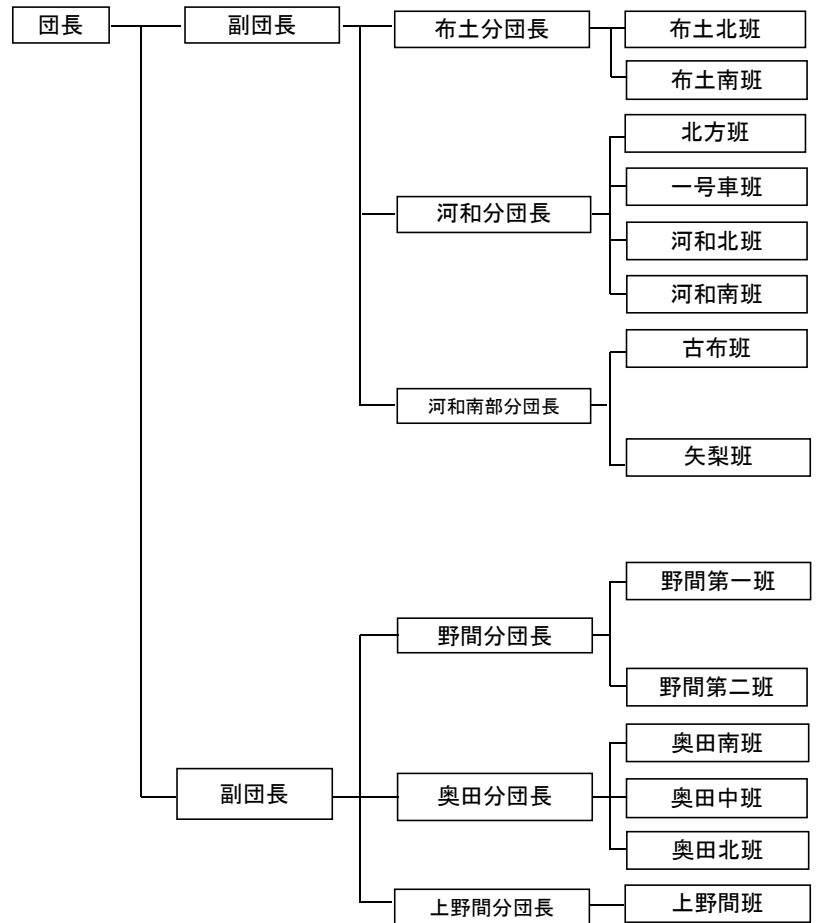 団長
副団長
布土分団長
布土北班
布土南班
河和分団長
北方班
一号車班
河和北班
河和南班
河和南部分団長
古布班
矢梨班
副団長
野間分団長
野間第一班
野間第二班
奥田分団長
奥田南班
奥田中班
奥田北班
上野間分団長
上野間班